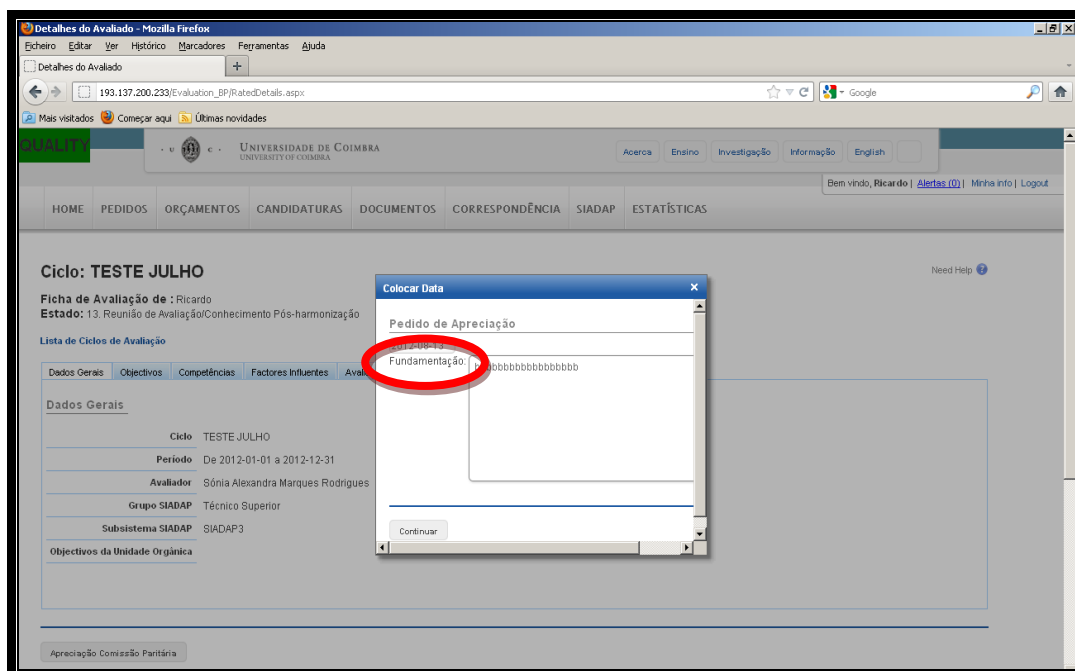 Detalhes do Avaliado - Mozilla Firefox
Ficheiro Editar Ver Histórico Marcadores Ferramentas Ajuda
Detalhes do Avaliado +
193.137.200.233/Evaluation_BP/RatedDetails.aspx
Google
Mais visitados Começar aqui Últimas novidades
QUALITY
· U C · UNIVERSIDADE DE COIMBRA
UNIVERSITY OF COIMBRA
Acerca Ensino Investigação Informação English
Bem vindo, Ricardo | Alertas (0) | Minha info | Logout
HOME PEDIDOS ORÇAMENTOS CANDIDATURAS DOCUMENTOS CORRESPONDÊNCIA SIADAP ESTATÍSTICAS
Ciclo: TESTE JULHO
Need Help ?
Ficha de Avaliação de : Ricardo
Estado: 13. Reunião de Avaliação/Conhecimento Pós-harmonização
Lista de Ciclos de Avaliação
Dados Gerais Objectivos Competências Factores Influentes
Dados Gerais
Ciclo TESTE JULHO
Período De 2012-01-01 a 2012-12-31
Avaliador Sónia Alexandra Marques Rodrigues
Grupo SIADAP Técnico Superior
Subsistema SIADAP SIADAP3
Objectivos da Unidade Orgânica
Apreciação Comissão Paritária
Colocar Data x
Pedido de Apreciação
2012-08-13
Fundamentação:
Continuar